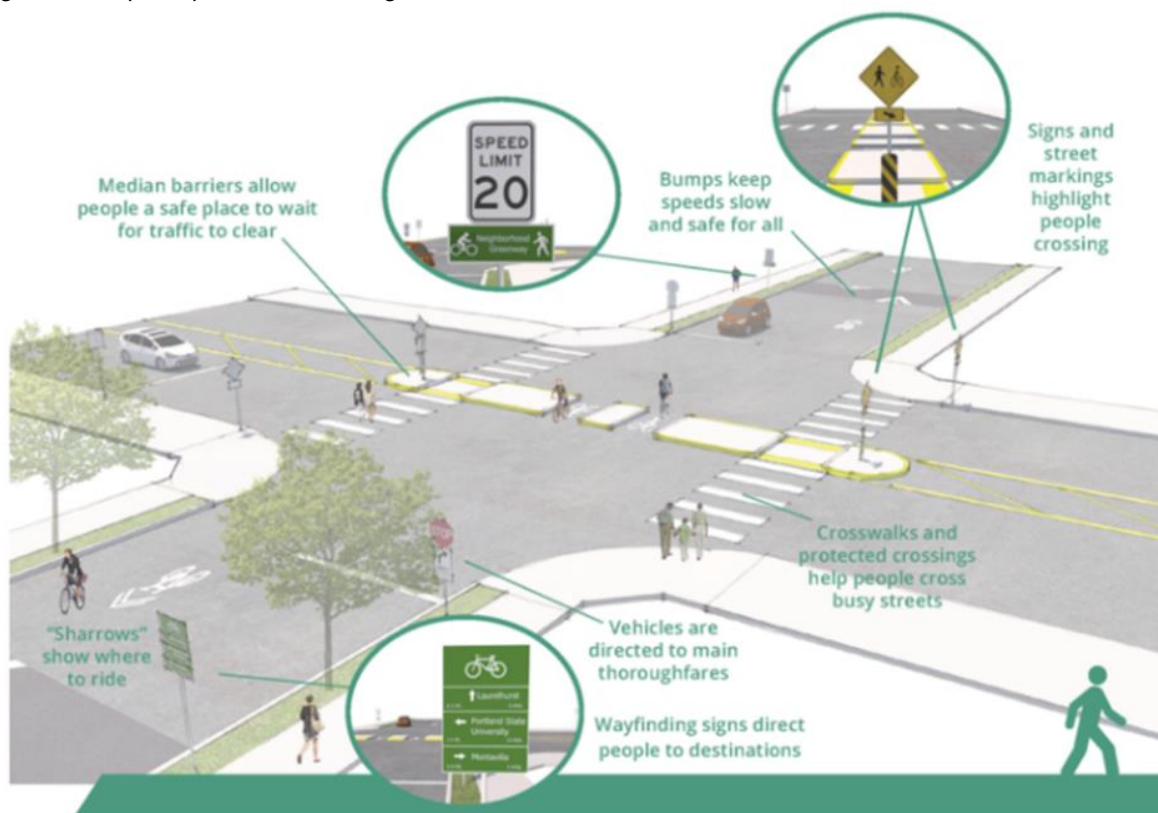 SPEED
LIMIT
20
Neighborhood
Greenway
Median barriers allow
people a safe place to wait
for traffic to clear
Bumps keep
speeds slow
and safe for all
Signs and
street
markings
highlight
people
crossing
Crosswalks and
protected crossings
help people cross
busy streets
"Sharrows"
show where
to ride
Vehicles are
directed to main
thoroughfares
Laurelhurst
Portland State
University
Montavilla
Wayfinding signs direct
people to destinations